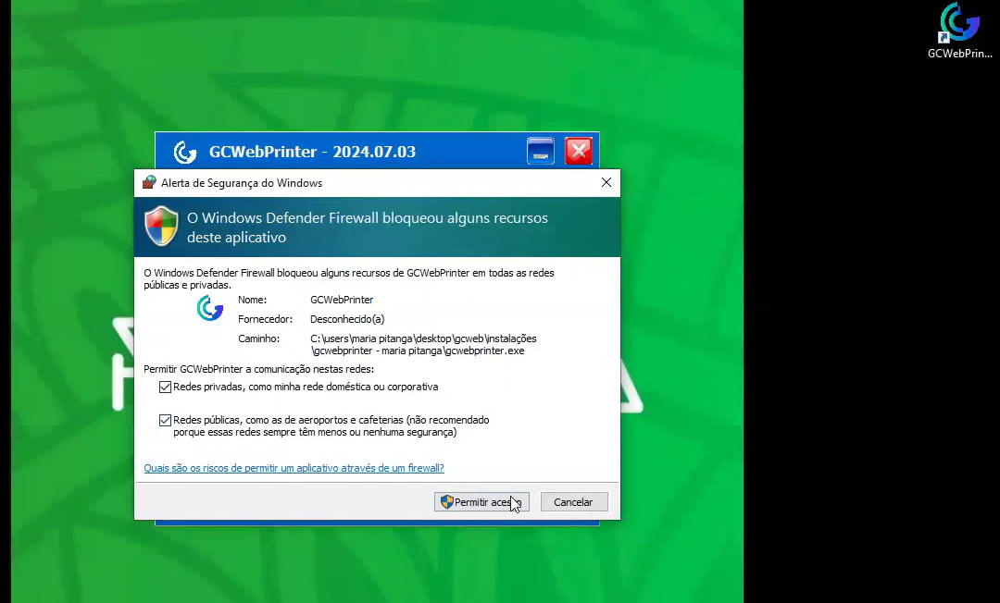 GCWebPrin...
GCWebPrinter - 2024.07.03
Alerta de Segurança do Windows
O Windows Defender Firewall bloqueou alguns recursos
deste aplicativo
O Windows Defender Firewall bloqueou alguns recursos de GCWebPrinter em todas as redes
públicas e privadas.
Nome: GCWebPrinter
Fornecedor: Desconhecido(a)
Caminho: C:\users\maria pitanga\desktop\gcweb\instalações
\gcwebprinter - maria pitanga\gcwebprinter.exe
Permitir GCWebPrinter a comunicação nestas redes:
Redes privadas, como minha rede doméstica ou corporativa
Redes públicas, como as de aeroportos e cafeterias (não recomendado
porque essas redes sempre têm menos ou nenhuma segurança)
Quais são os riscos de permitir um aplicativo através de um firewall?
Permitir acesso
Cancelar